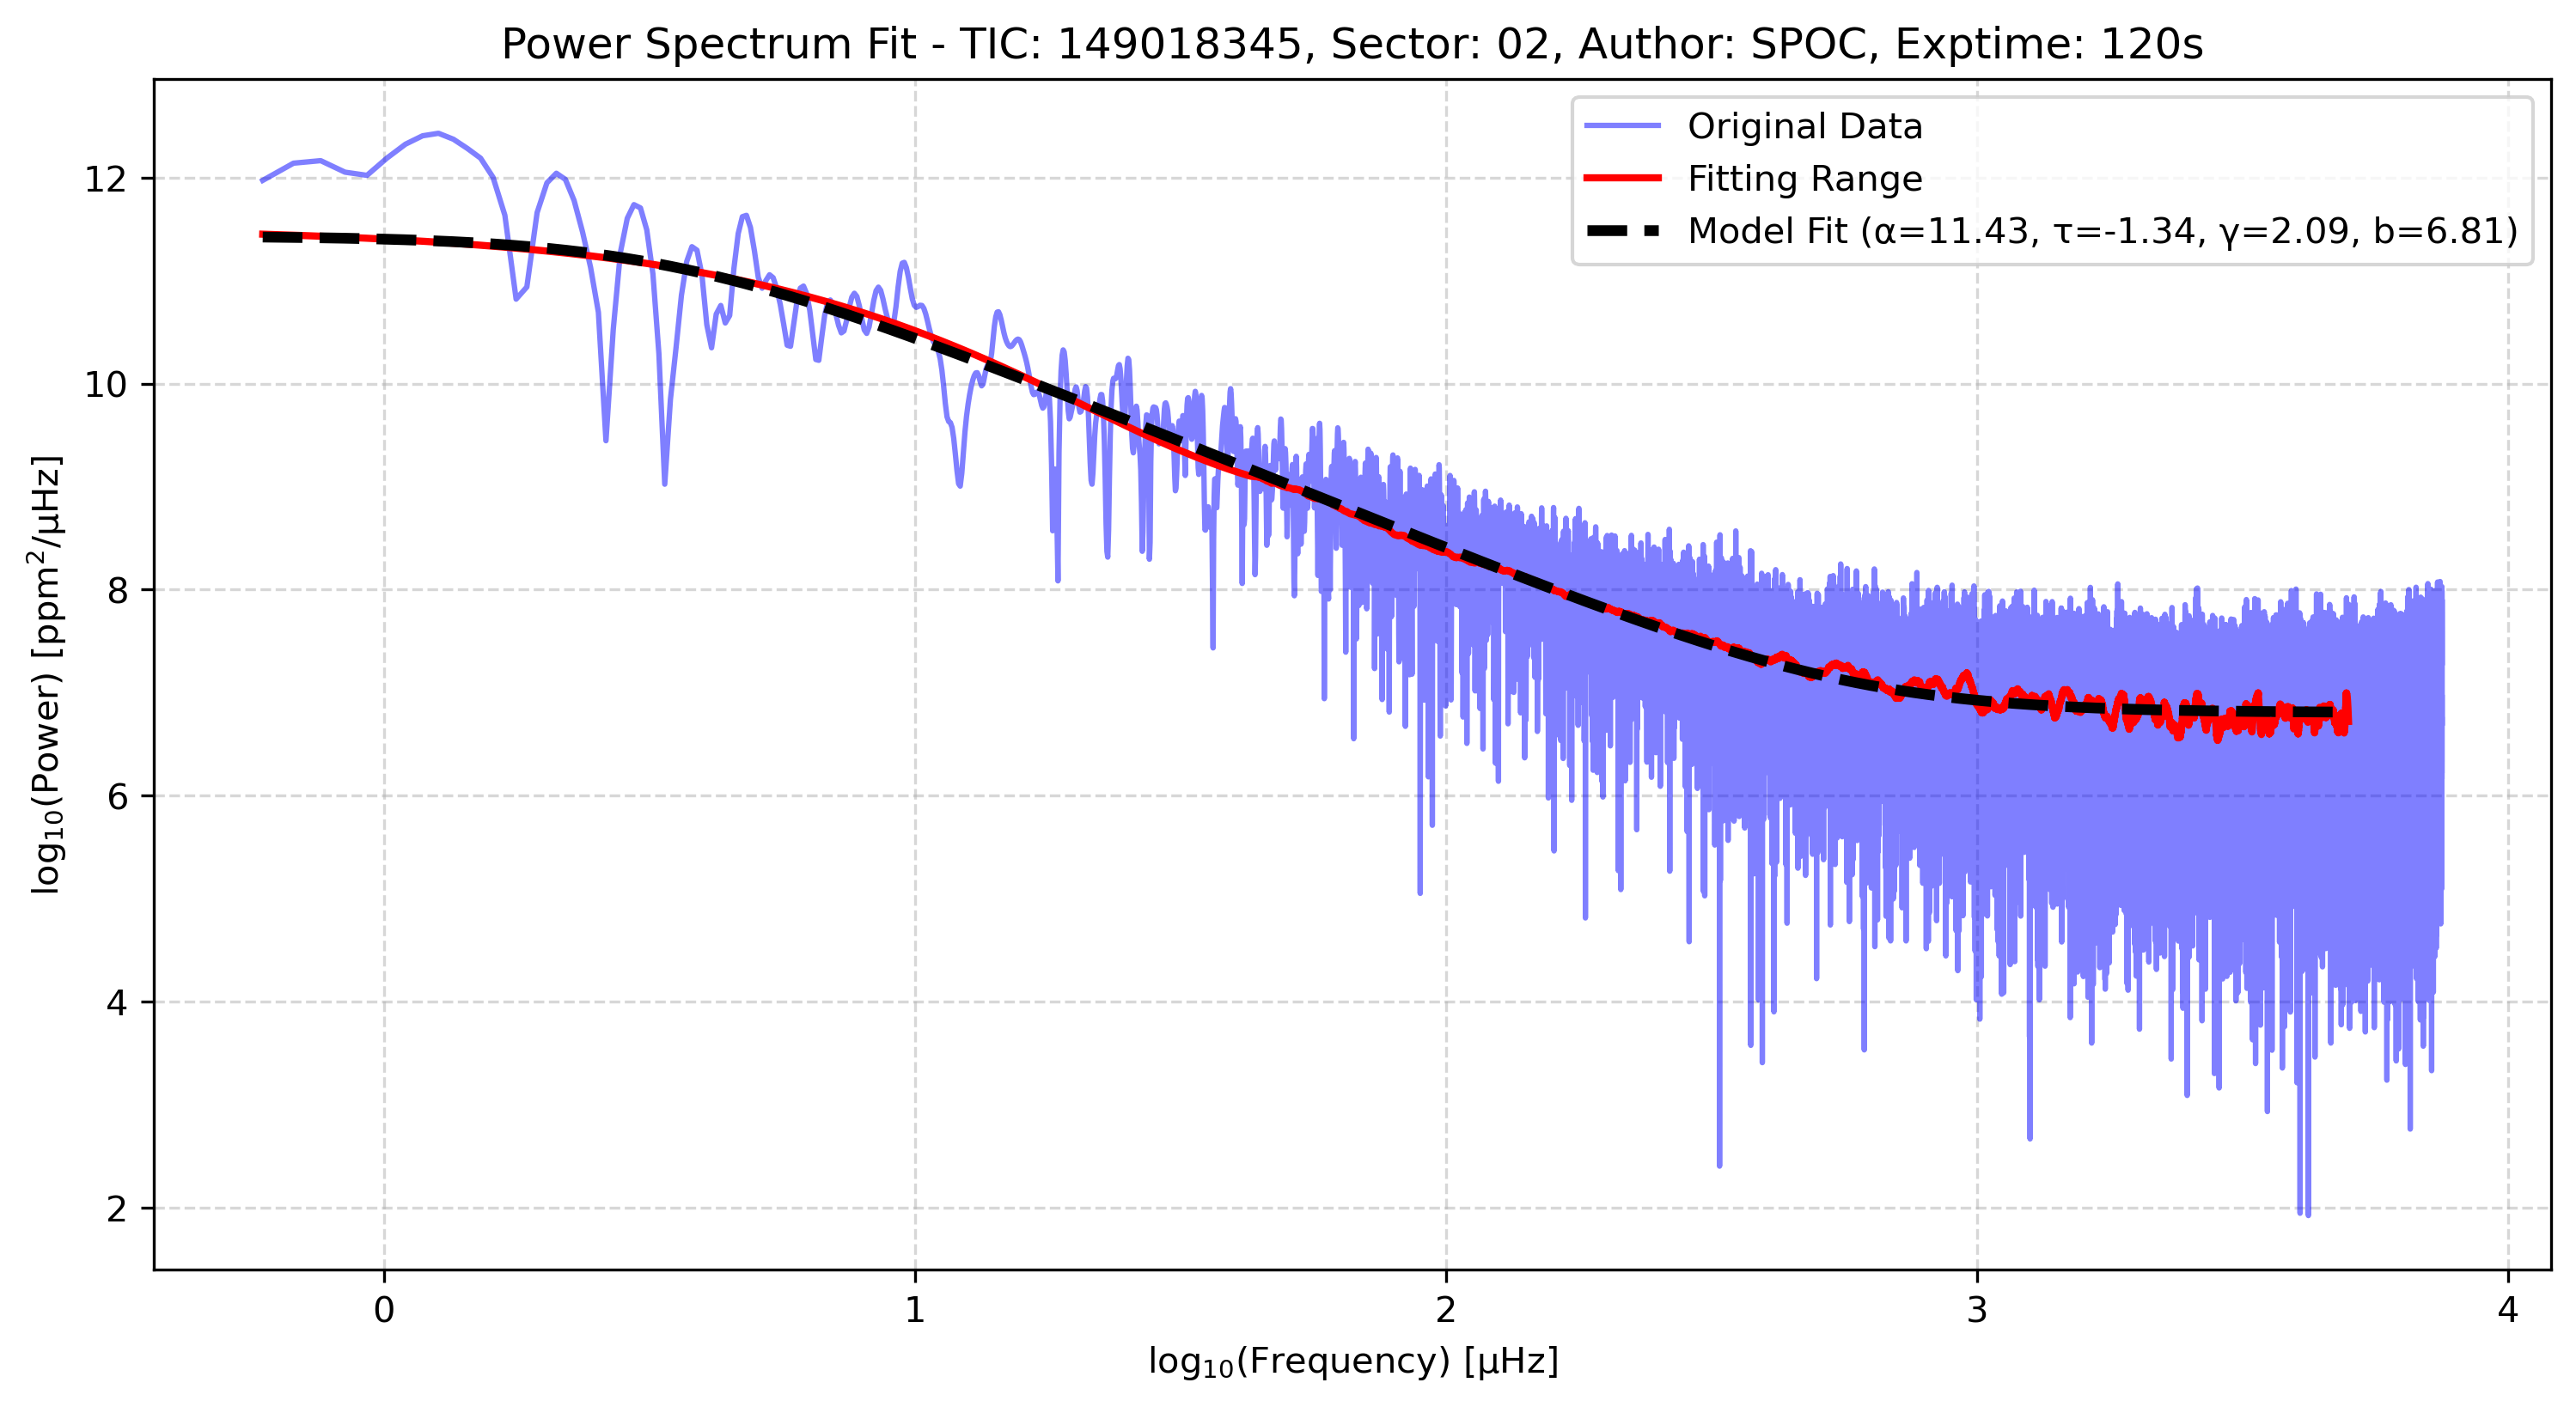 Power Spectrum Fit - TIC: 149018345, Sector: 02, Author: SPOC, Exptime: 120s
Original Data
Fitting Range
Model Fit (α=11.43, τ=-1.34, γ=2.09, b=6.81)
12
10
8
6
4
2
log₁₀(Power) [ppm²/μHz]
0 1 2 3 4
log₁₀(Frequency) [μHz]